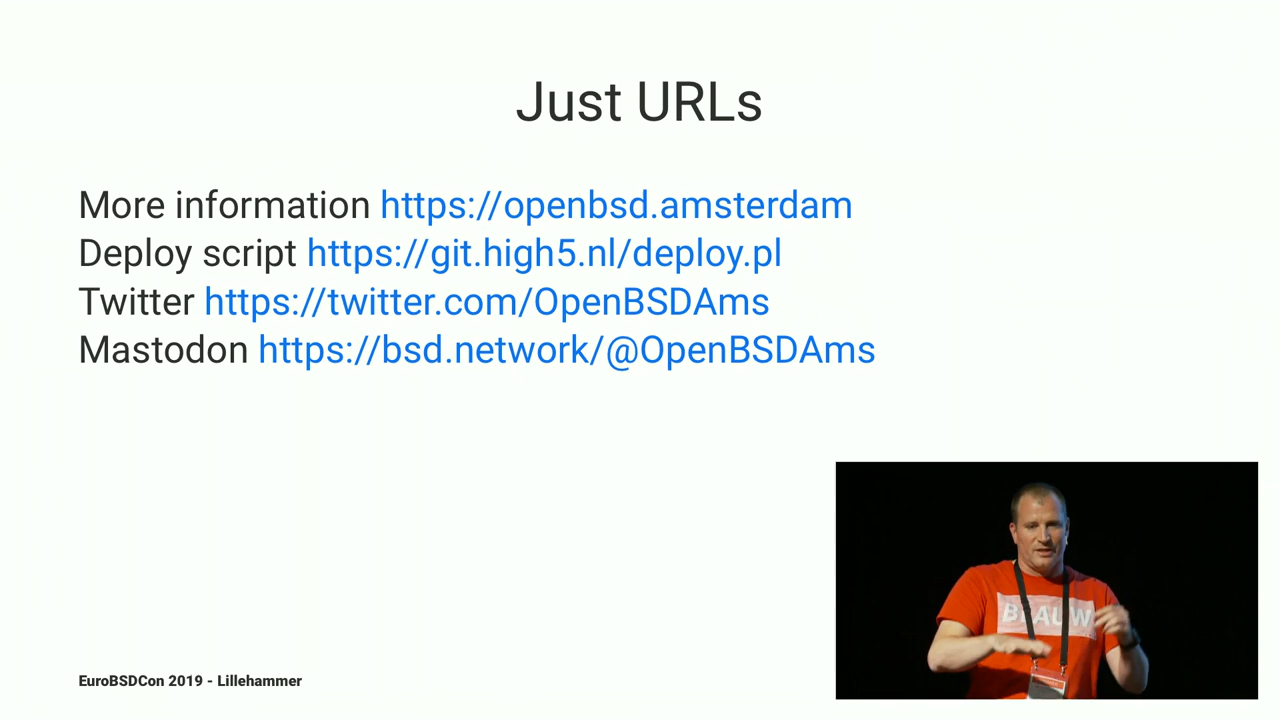 Just URLs
More information https://openbsd.amsterdam
Deploy script https://git.high5.nl/deploy.pl
Twitter https://twitter.com/OpenBSDAms
Mastodon https://bsd.network/@OpenBSDAms
BLAUW
EuroBSDCon 2019 - Lillehammer